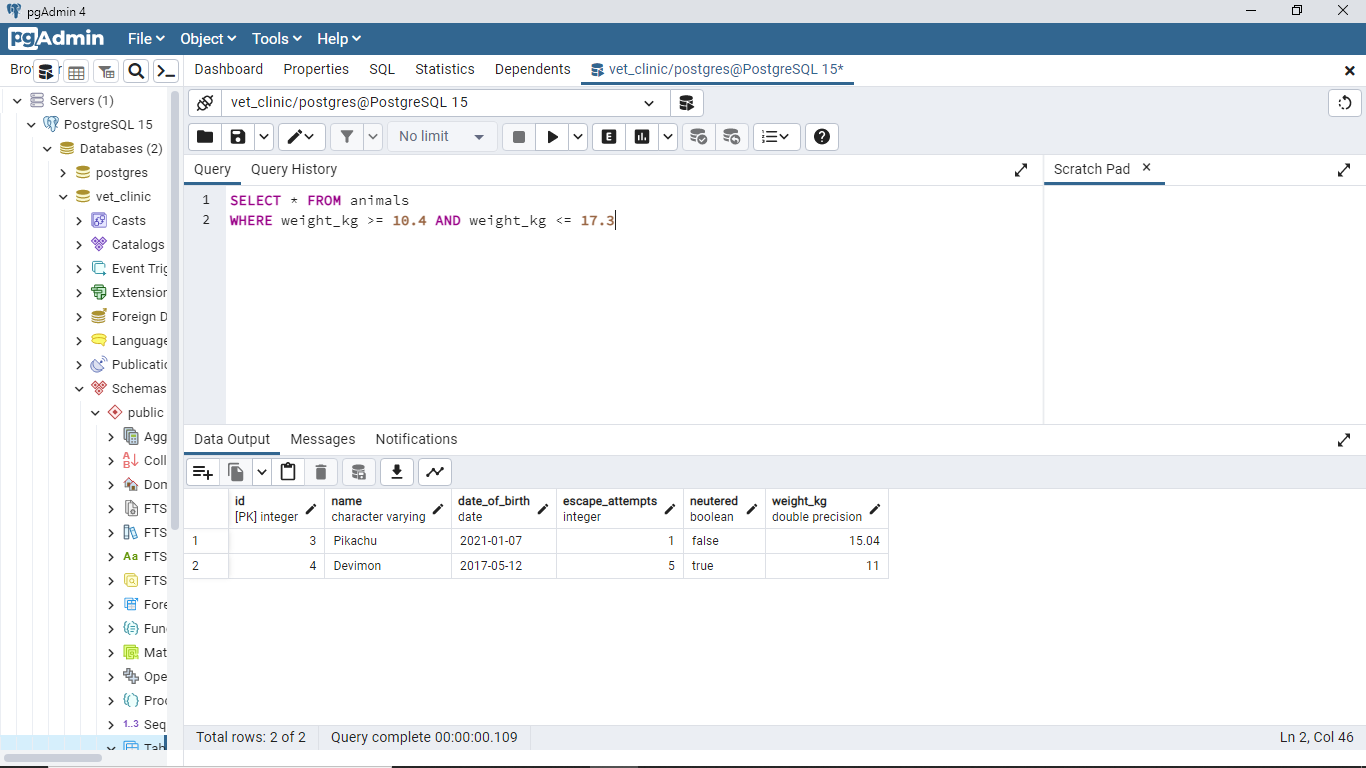 pgAdmin 4
pgAdmin File Object Tools Help
Dashboard Properties SQL Statistics Dependents vet_clinic/postgres@PostgreSQL 15*
Servers (1)
PostgreSQL 15
Databases (2)
postgres
vet_clinic
Casts
Catalogs
Event Trig
Extension
Foreign D
Language
Publicatio
Schemas
public
Agg
Coll
Dom
FTS
FTS
Aa FTS
FTS
Fore
Fun
Mat
Ope
Proc
1..3 Seq
Tab
vet_clinic/postgres@PostgreSQL 15
No limit
E
Query Query History
Scratch Pad
1 SELECT * FROM animals
2 WHERE weight_kg >= 10.4 AND weight_kg <= 17.3
Data Output Messages Notifications
id name date_of_birth escape_attempts neutered weight_kg
[PK] integer character varying date integer boolean double precision
1 3 Pikachu 2021-01-07 1 false 15.04
2 4 Devimon 2017-05-12 5 true 11
Total rows: 2 of 2 Query complete 00:00:00.109 Ln 2, Col 46